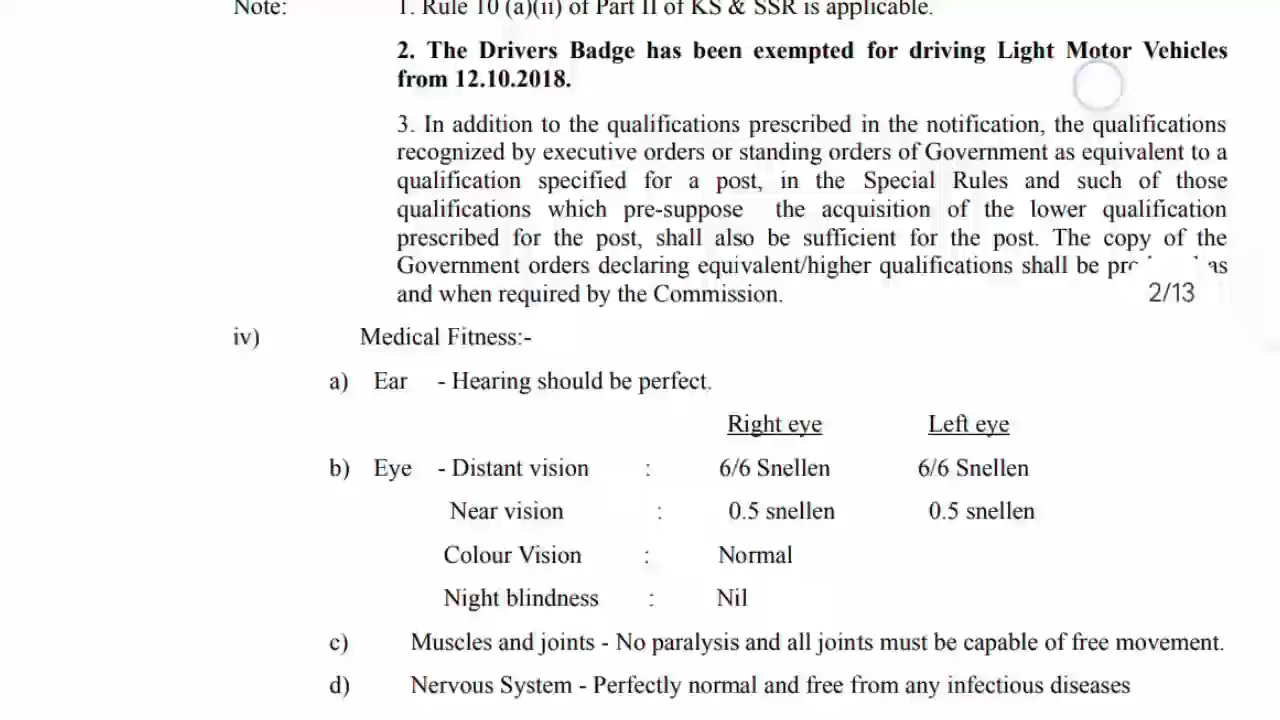 Note: 1. Rule 10 (a)(ii) of Part II of KS & SSR is applicable.
2. The Drivers Badge has been exempted for driving Light Motor Vehicles
from 12.10.2018.
3. In addition to the qualifications prescribed in the notification, the qualifications
recognized by executive orders or standing orders of Government as equivalent to a
qualification specified for a post, in the Special Rules and such of those
qualifications which pre-suppose the acquisition of the lower qualification
prescribed for the post, shall also be sufficient for the post. The copy of the
Government orders declaring equivalent/higher qualifications shall be as
and when required by the Commission.
2/13
iv) Medical Fitness:-
a) Ear - Hearing should be perfect.
Right eye Left eye
b) Eye - Distant vision : 6/6 Snellen 6/6 Snellen
Near vision : 0.5 snellen 0.5 snellen
Colour Vision : Normal
Night blindness : Nil
c) Muscles and joints - No paralysis and all joints must be capable of free movement.
d) Nervous System - Perfectly normal and free from any infectious diseases